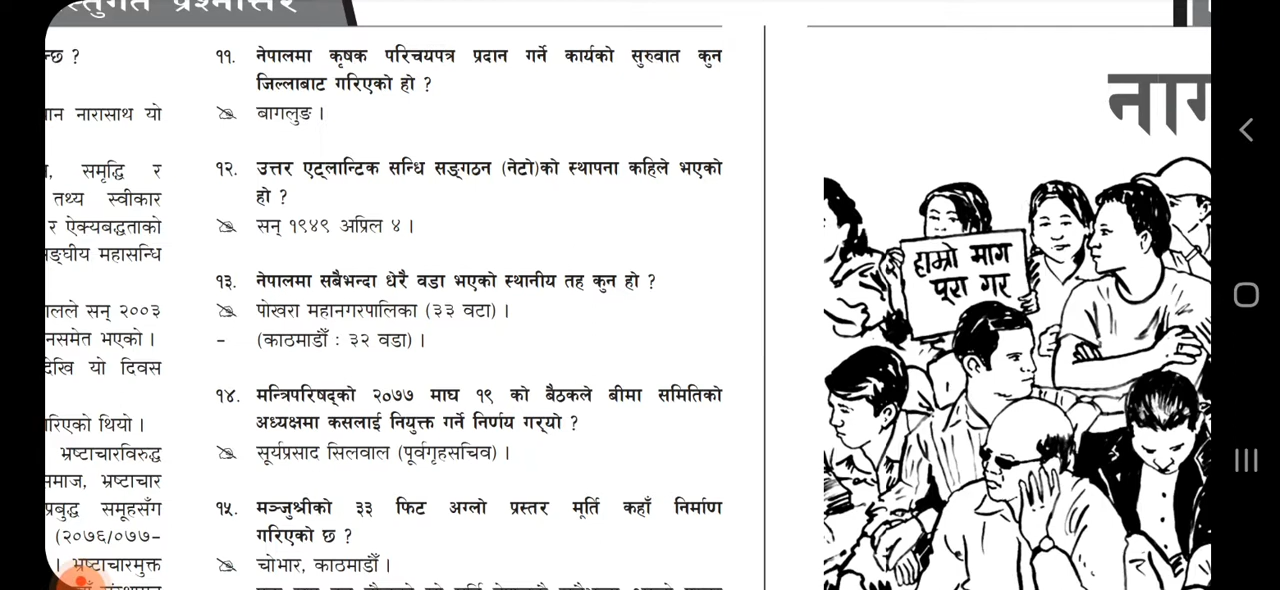 स्तुगत प्रश्नोत्तर
न्छ ?
ान नारासाथ यो
, समृद्धि र
तथ्य स्वीकार
र ऐक्यबद्धताको
ङ्घीय महासन्धि
ालले सन् २००३
नसमेत भएको ।
देखि यो दिवस
रिएको थियो ।
भ्रष्टाचारविरुद्ध
समाज, भ्रष्टाचार
प्रबुद्ध समूहसँग
(२०७६/०७७-
। भ्रष्टाचारमुक्त
११. नेपालमा कृषक परिचयपत्र प्रदान गर्ने कार्यको सुरुवात कुन
जिल्लाबाट गरिएको हो ?
बागलुङ ।
१२. उत्तर एट्लान्टिक सन्धि सङ्गठन (नेटो)को स्थापना कहिले भएको
हो ?
सन् १९४९ अप्रिल ४ ।
१३. नेपालमा सबैभन्दा धेरै वडा भएको स्थानीय तह कुन हो ?
पोखरा महानगरपालिका (३३ वटा) ।
- (काठमाडौँ : ३२ वडा) ।
१४. मन्त्रिपरिषद्को २०७७ माघ १९ को बैठकले बीमा समितिको
अध्यक्षमा कसलाई नियुक्त गर्ने निर्णय गर्‍यो ?
सूर्यप्रसाद सिलवाल (पूर्वगृहसचिव) ।
१५. मञ्जुश्रीको ३३ फिट अग्लो प्रस्तर मूर्ति कहाँ निर्माण
गरिएको छ ?
चोभार, काठमाडौँ ।
नाग
हाम्रो माग
पूरा गर